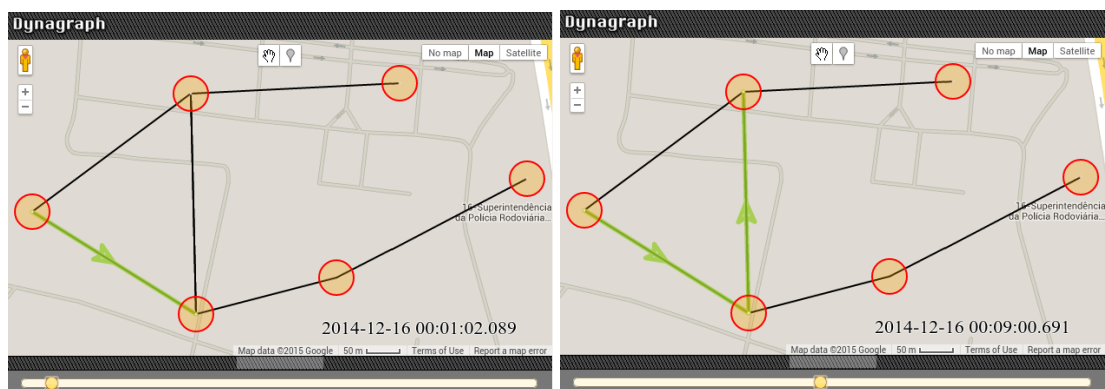 Dynagraph
No map Map Satellite
+
−
16ª Superintendência
da Polícia Rodoviária...
2014-12-16 00:01:02.089
Map data ©2015 Google 50 m Terms of Use Report a map error
Dynagraph
No map Map Satellite
+
−
16ª Superintendência
da Polícia Rodoviária...
2014-12-16 00:09:00.691
Map data ©2015 Google 50 m Terms of Use Report a map error